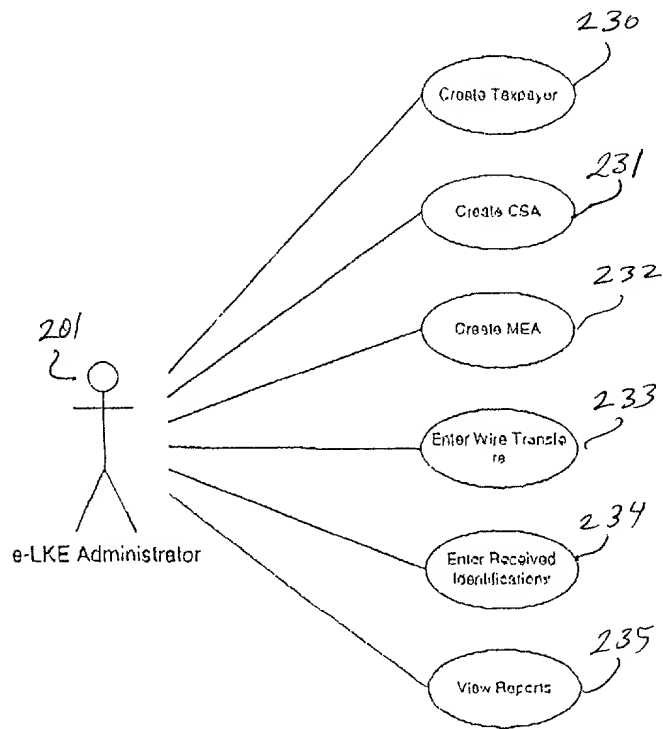 230
Create Taxpayer
231
Create CSA
232
Create MEA
201
233
Enter Wire Transfe
rs
e-LKE Administrator
234
Enter Received
Identifications
235
View Reports